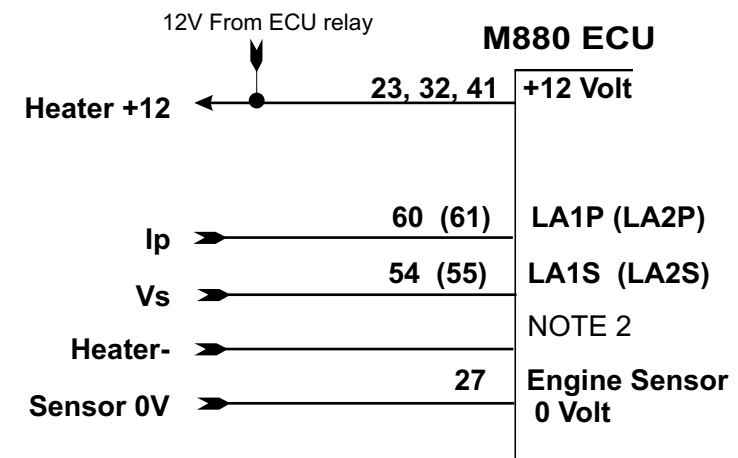 12V From ECU relay
M880 ECU
Heater +12
23, 32, 41
+12 Volt
Ip
60 (61)
LA1P (LA2P)
Vs
54 (55)
LA1S (LA2S)
Heater-
NOTE 2
Sensor 0V
27
Engine Sensor
0 Volt